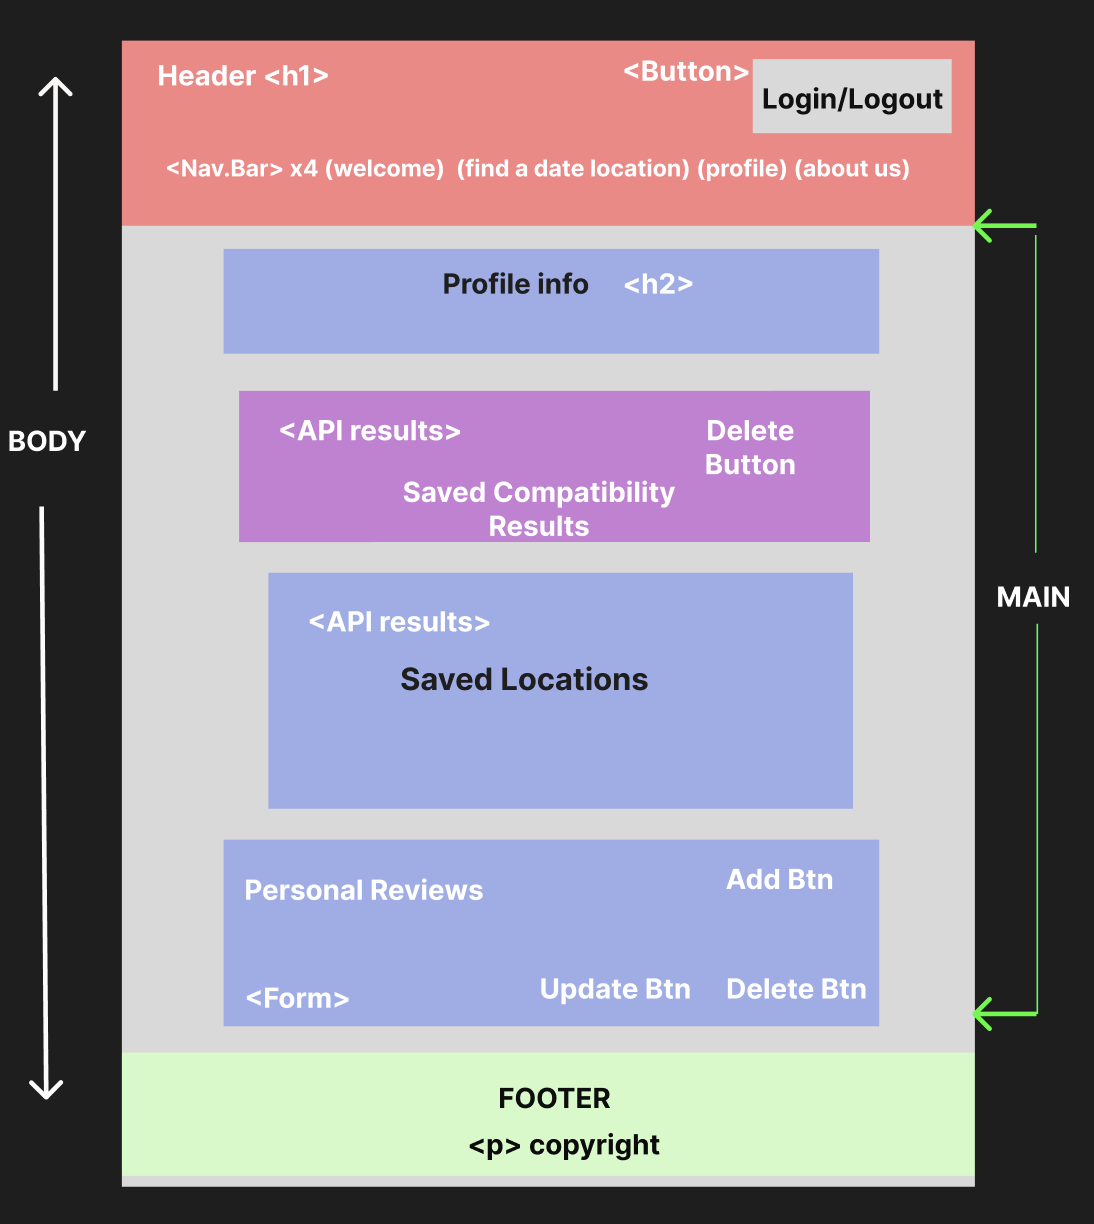 Header <h1>
<Button>
Login/Logout
<Nav.Bar> x4 (welcome)  (find a date location) (profile) (about us)
Profile info <h2>
<API results>
Delete
Button
Saved Compatibility
Results
BODY
<API results>
Saved Locations
MAIN
Personal Reviews
Add Btn
<Form>
Update Btn
Delete Btn
FOOTER
<p> copyright